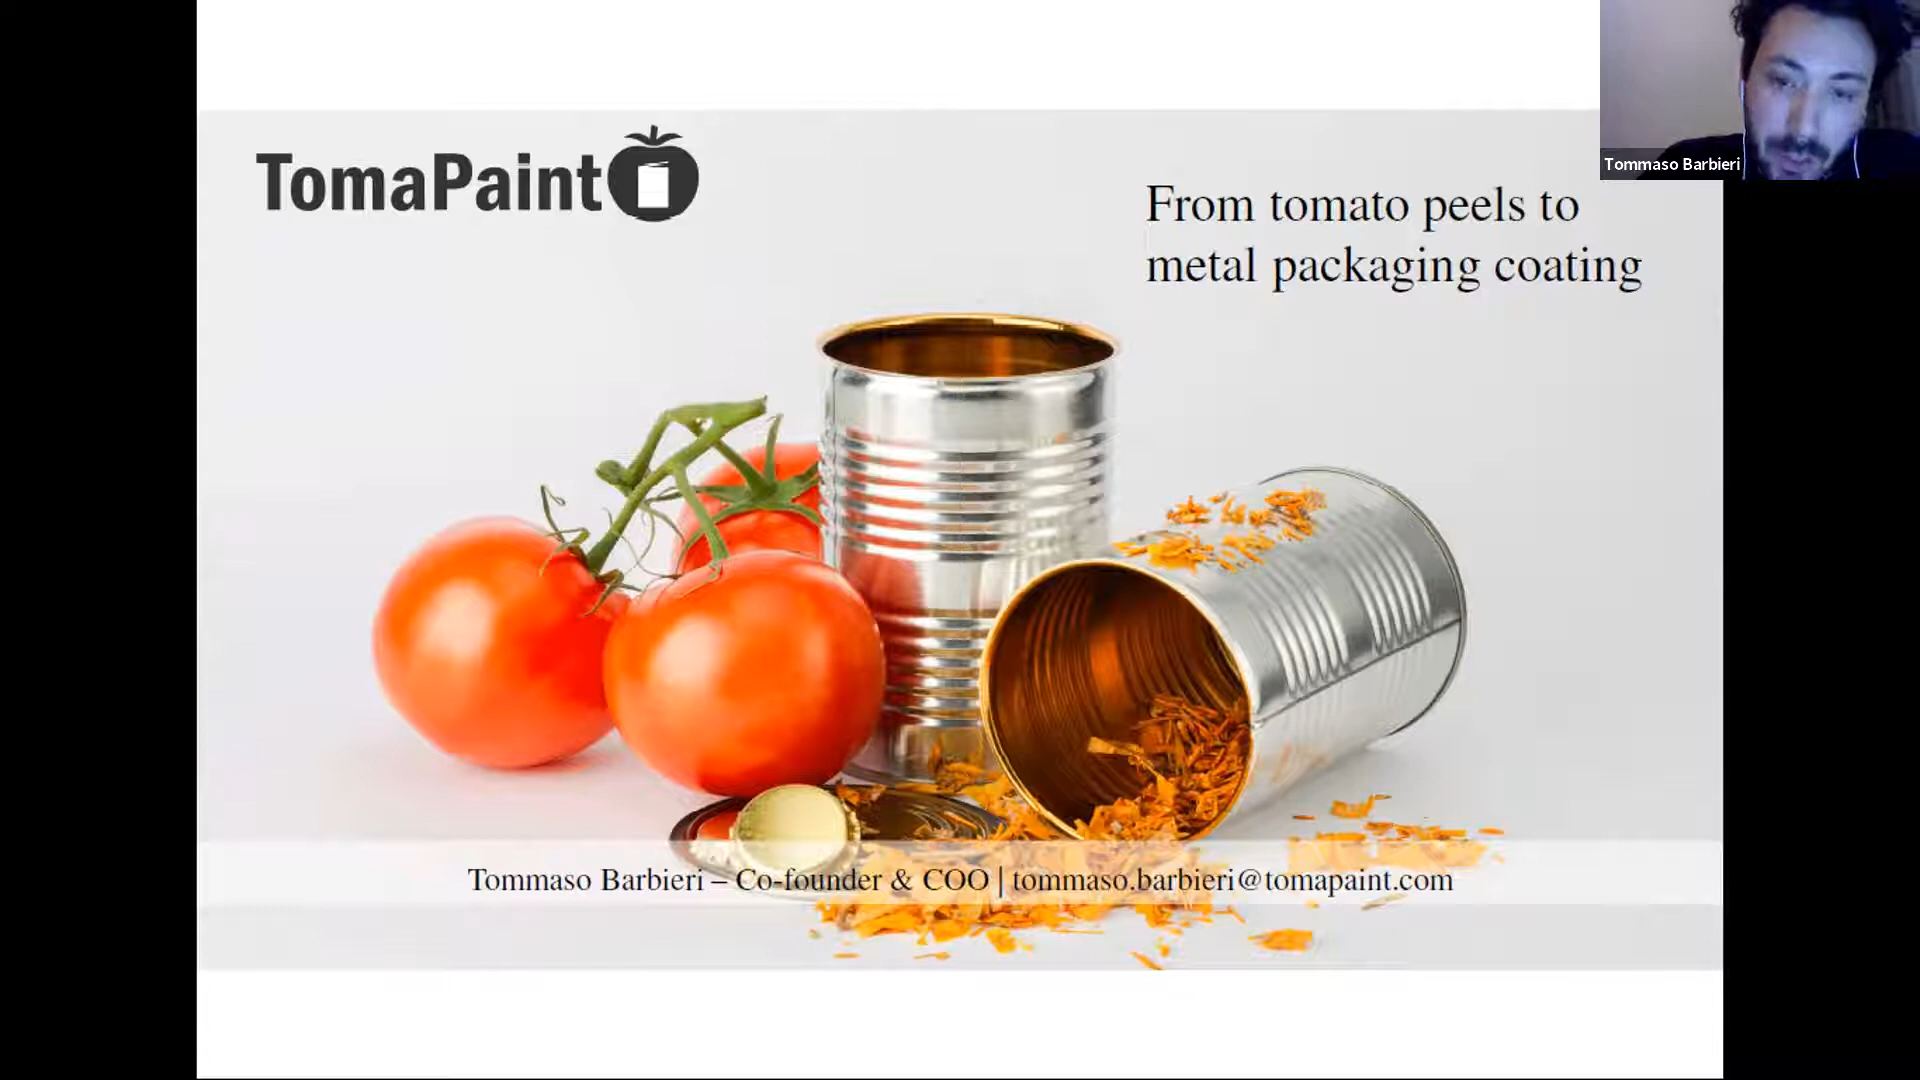 TomaPaint
Tommaso Barbieri
From tomato peels to
metal packaging coating
Tommaso Barbieri – Co-founder & COO | tommaso.barbieri@tomapaint.com